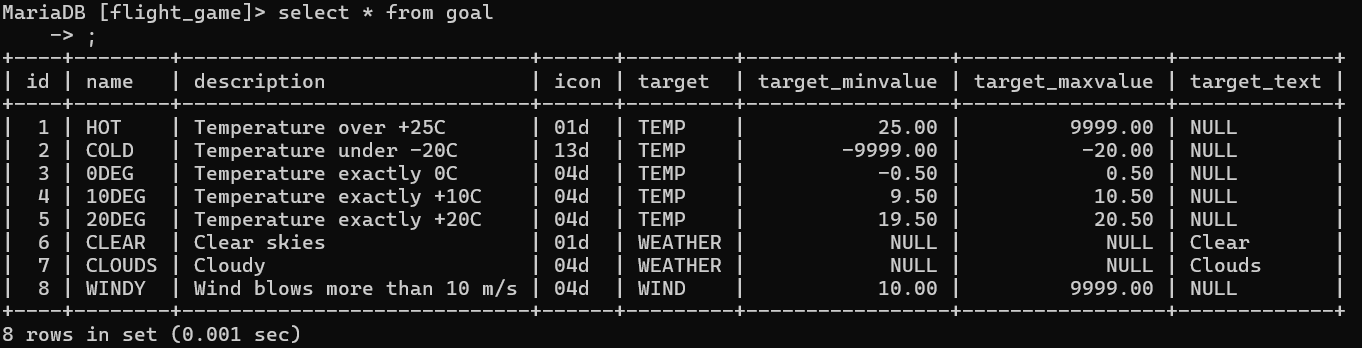 MariaDB [flight_game]> select * from goal
    -> ;
+----+--------+-----------------------------+------+---------+-----------------+-----------------+-------------+
| id | name   | description                 | icon | target  | target_minvalue | target_maxvalue | target_text |
+----+--------+-----------------------------+------+---------+-----------------+-----------------+-------------+
|  1 | HOT    | Temperature over +25C       | 01d  | TEMP    |           25.00 |         9999.00 | NULL        |
|  2 | COLD   | Temperature under -20C      | 13d  | TEMP    |        -9999.00 |          -20.00 | NULL        |
|  3 | 0DEG   | Temperature exactly 0C      | 04d  | TEMP    |           -0.50 |            0.50 | NULL        |
|  4 | 10DEG  | Temperature exactly +10C    | 04d  | TEMP    |            9.50 |           10.50 | NULL        |
|  5 | 20DEG  | Temperature exactly +20C    | 04d  | TEMP    |           19.50 |           20.50 | NULL        |
|  6 | CLEAR  | Clear skies                 | 01d  | WEATHER |            NULL |            NULL | Clear       |
|  7 | CLOUDS | Cloudy                      | 04d  | WEATHER |            NULL |            NULL | Clouds      |
|  8 | WINDY  | Wind blows more than 10 m/s | 04d  | WIND    |           10.00 |         9999.00 | NULL        |
+----+--------+-----------------------------+------+---------+-----------------+-----------------+-------------+
8 rows in set (0.001 sec)